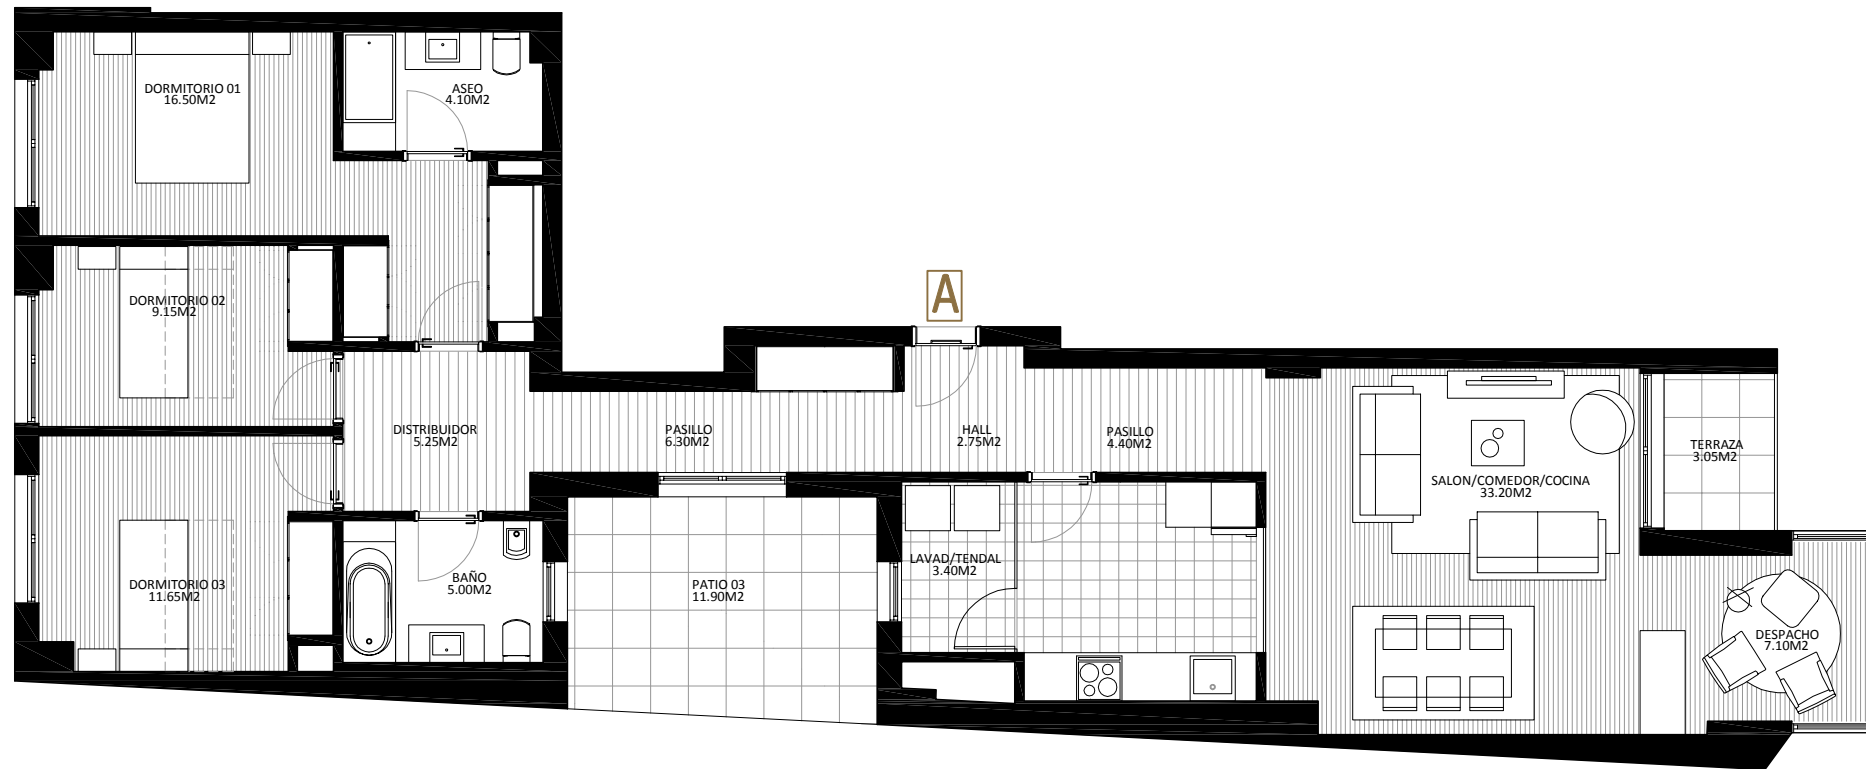 DORMITORIO 01
16.50M2
ASEO
4.10M2
DORMITORIO 02
9.15M2
A
DISTRIBUIDOR
5.25M2
PASILLO
6.30M2
HALL
2.75M2
PASILLO
4.40M2
TERRAZA
3.05M2
SALON/COMEDOR/COCINA
33.20M2
DORMITORIO 03
11.65M2
BAÑO
5.00M2
PATIO 03
11.90M2
LAVAD/TENDAL
3.40M2
DESPACHO
7.10M2